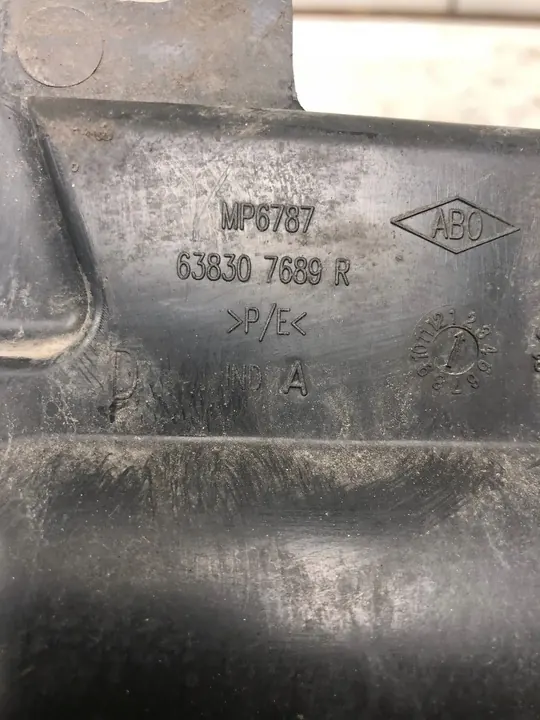 MP6787
ABO
63830 7689 R
>P/E<
IND A